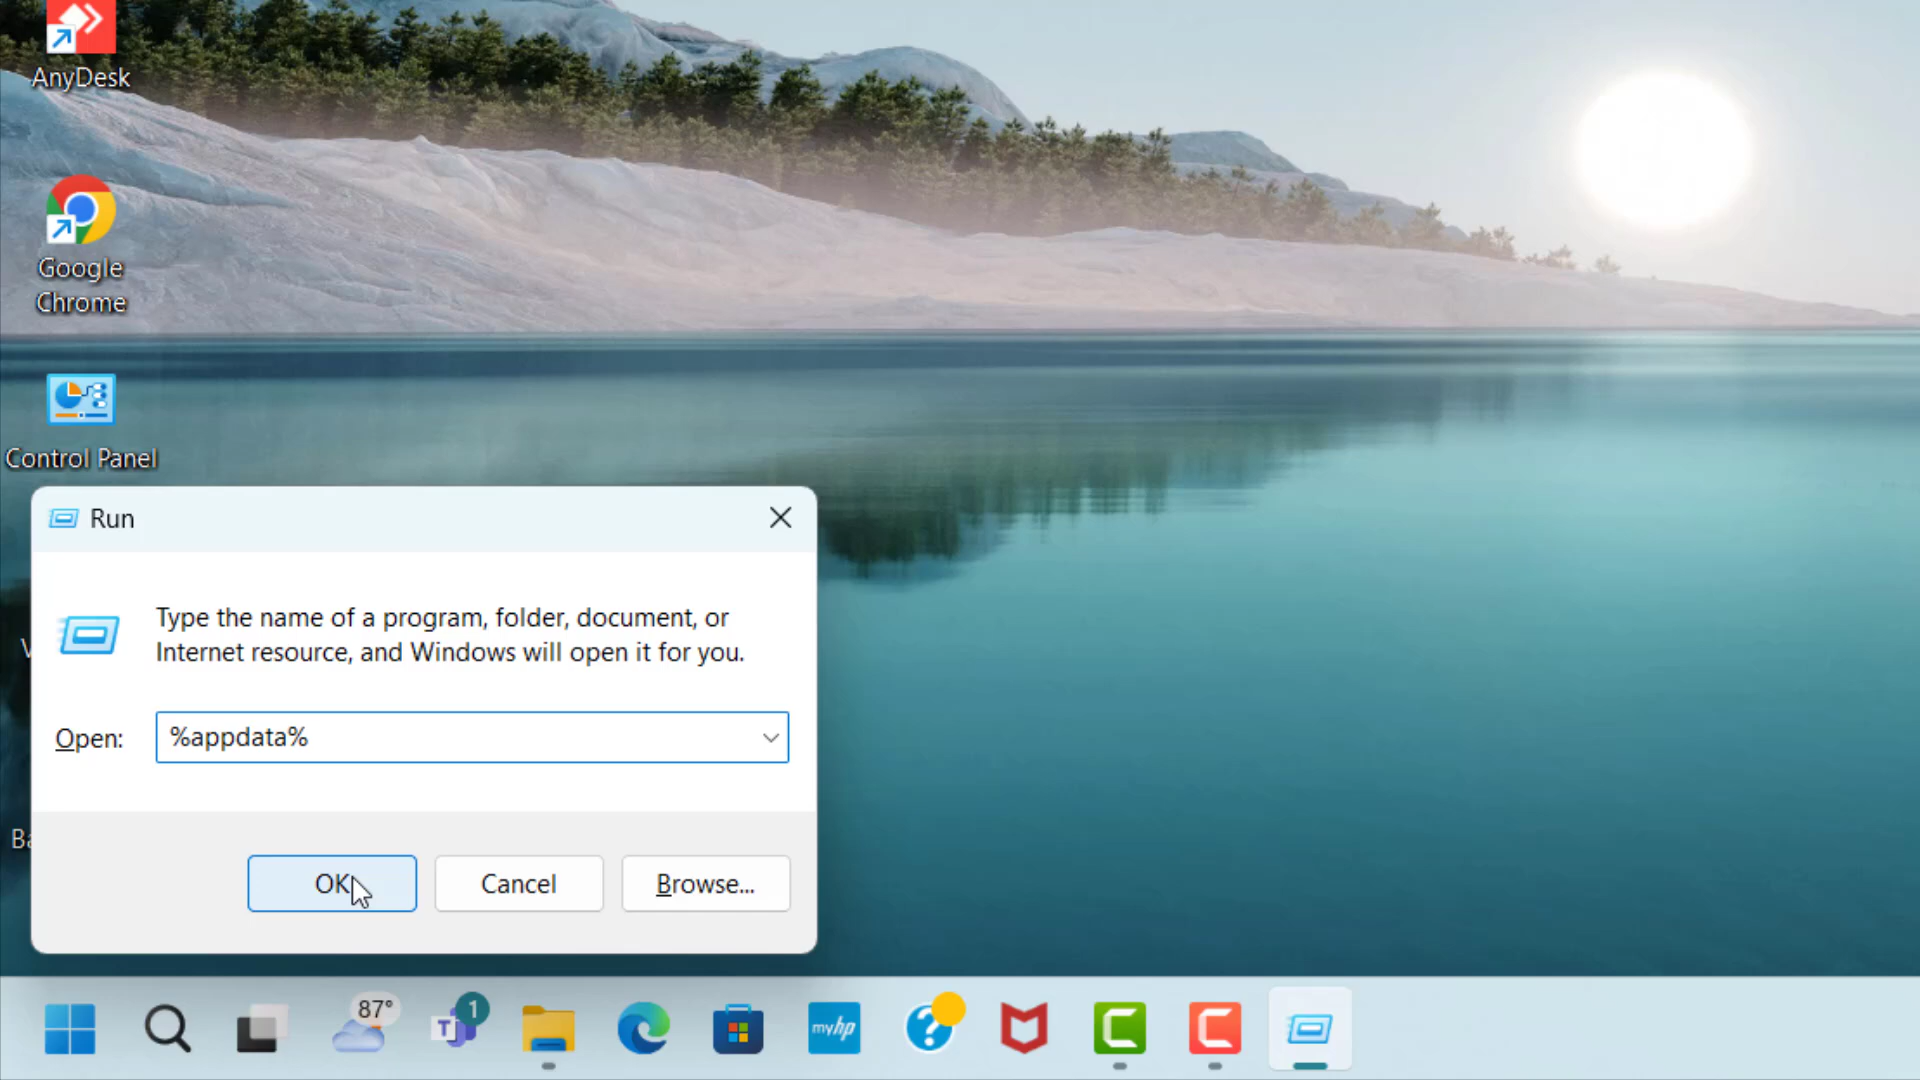 AnyDesk
Google
Chrome
Control Panel
Run
Type the name of a program, folder, document, or
Internet resource, and Windows will open it for you.
Open:
%appdata%
OK
Cancel
Browse...
87°
1
T
myhp
?